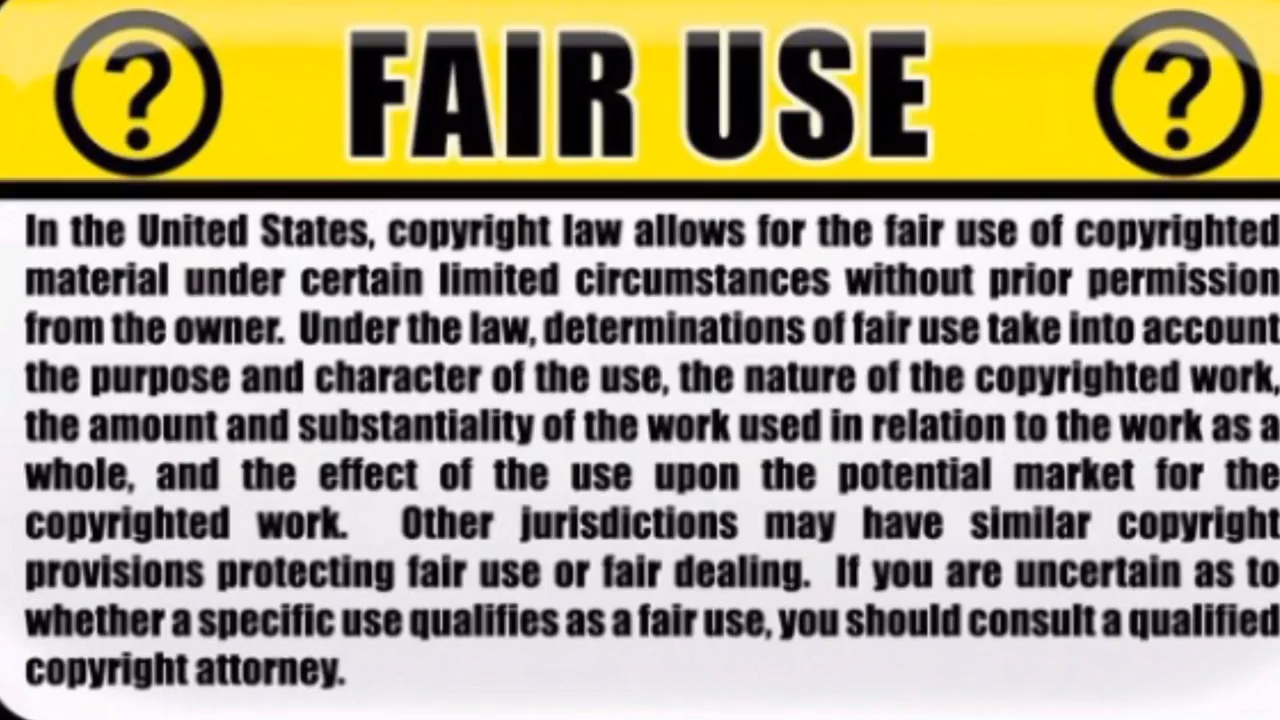 ? FAIR USE ?
In the United States, copyright law allows for the fair use of copyrighted
material under certain limited circumstances without prior permission
from the owner. Under the law, determinations of fair use take into account
the purpose and character of the use, the nature of the copyrighted work,
the amount and substantiality of the work used in relation to the work as a
whole, and the effect of the use upon the potential market for the
copyrighted work. Other jurisdictions may have similar copyright
provisions protecting fair use or fair dealing. If you are uncertain as to
whether a specific use qualifies as a fair use, you should consult a qualified
copyright attorney.